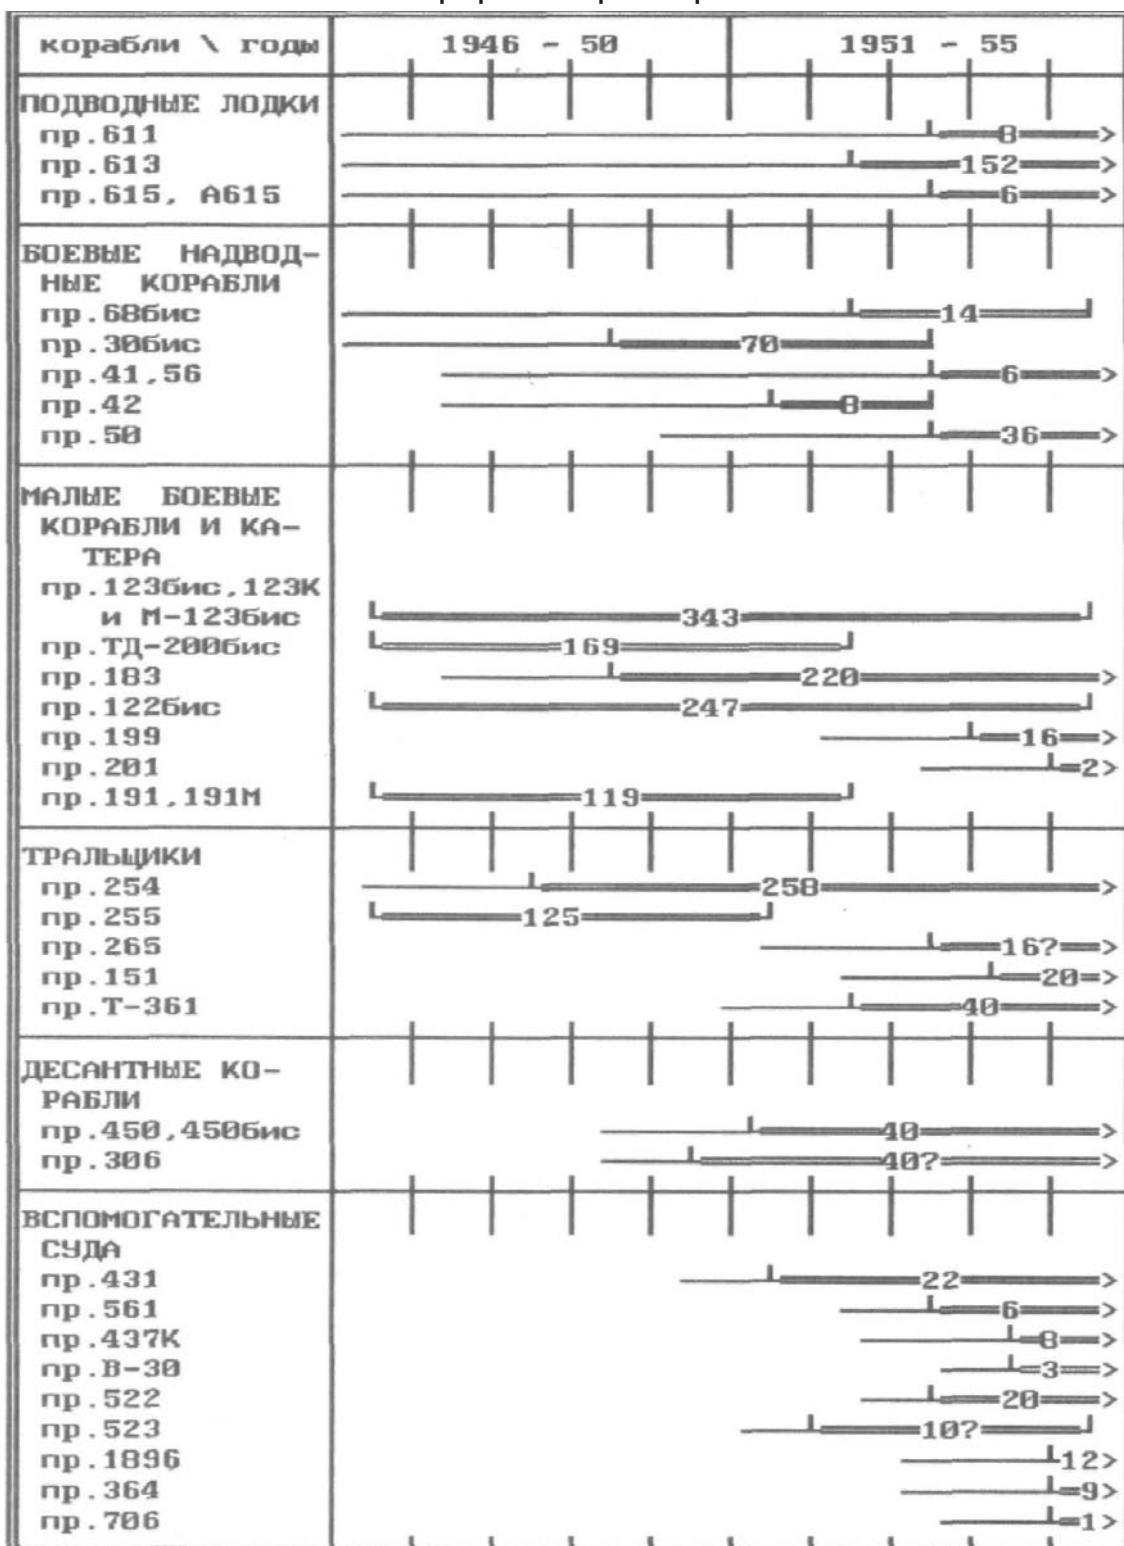 корабли \ годы 1946 - 50 1951 - 55
ПОДВОДНЫЕ ЛОДКИ
пр.611 8
пр.613 152
пр.615, А615 6
БОЕВЫЕ НАДВОД-
НЫЕ КОРАБЛИ
пр.68бис 14
пр.30бис 70
пр.41,56 6
пр.42 8
пр.50 36
МАЛЫЕ БОЕВЫЕ
КОРАБЛИ И КА-
ТЕРА
пр.123бис,123К
и М-123бис 343
пр.ТД-200бис 169
пр.183 220
пр.122бис 247
пр.199 16
пр.201 2
пр.191,191М 119
ТРАЛЬЩИКИ
пр.254 258
пр.255 125
пр.265 16?
пр.151 20
пр.Т-361 40
ДЕСАНТНЫЕ КО-
РАБЛИ
пр.450,450бис 40
пр.306 40?
ВСПОМОГАТЕЛЬНЫЕ
СУДА
пр.431 22
пр.561 6
пр.437К 8
пр.В-30 3
пр.522 20
пр.523 10?
пр.1896 12
пр.364 9
пр.706 1